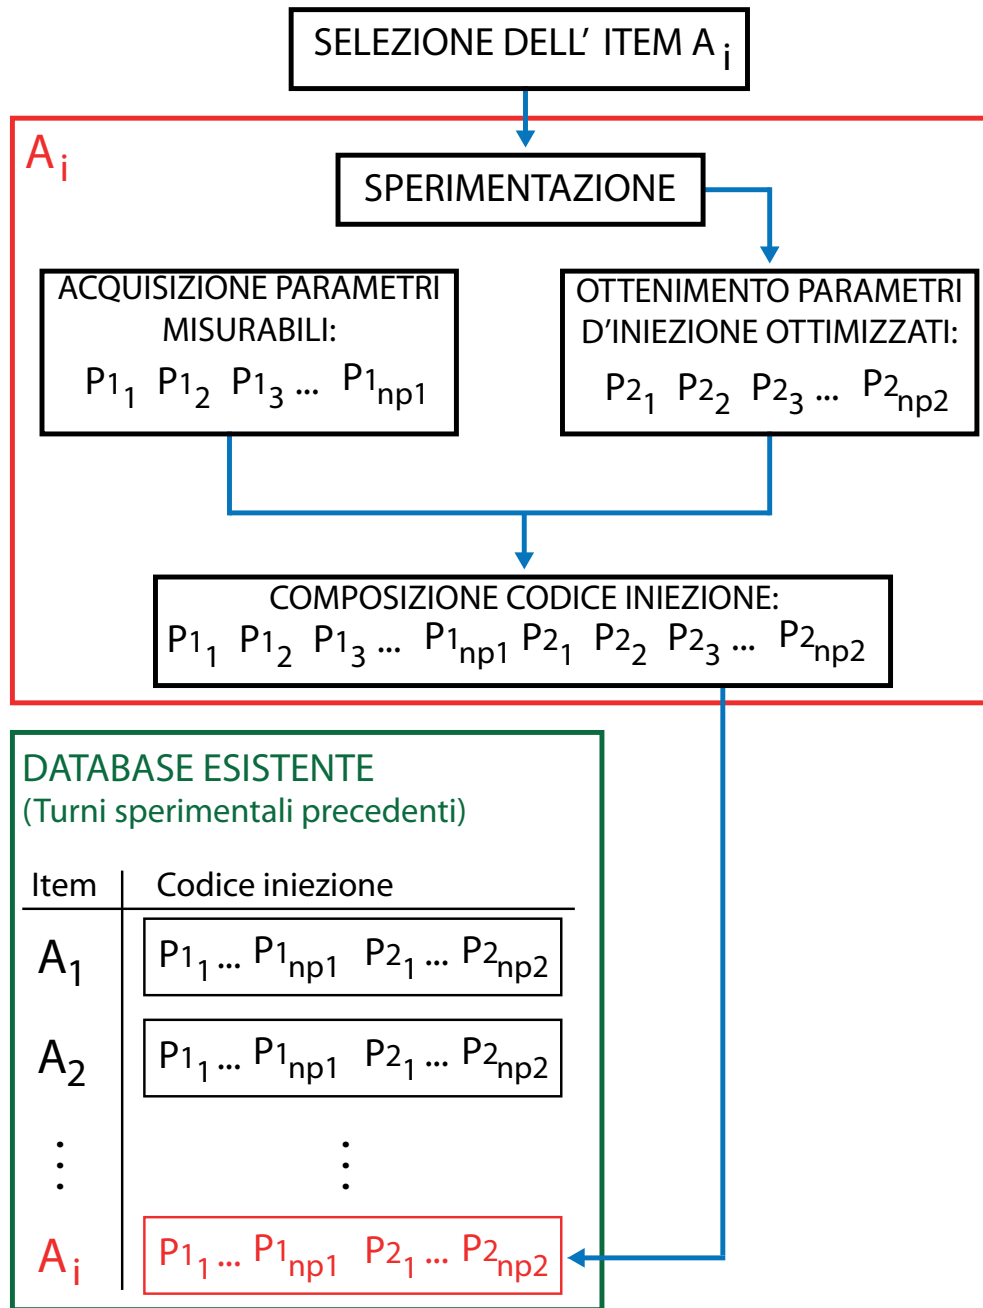 SELEZIONE DELL' ITEM A i
A i
SPERIMENTAZIONE
ACQUISIZIONE PARAMETRI
MISURABILI:
P1 1 P1 2 P1 3 ... P1 np1
OTTENIMENTO PARAMETRI
D'INIEZIONE OTTIMIZZATI:
P2 1 P2 2 P2 3 ... P2 np2
COMPOSIZIONE CODICE INIEZIONE:
P1 1 P1 2 P1 3 ... P1 np1 P2 1 P2 2 P2 3 ... P2 np2
DATABASE ESISTENTE
(Turni sperimentali precedenti)
Item Codice iniezione
A 1 P1 1 ... P1 np1 P2 1 ... P2 np2
A 2 P1 1 ... P1 np1 P2 1 ... P2 np2
⋮ ⋮
A i P1 1 ... P1 np1 P2 1 ... P2 np2